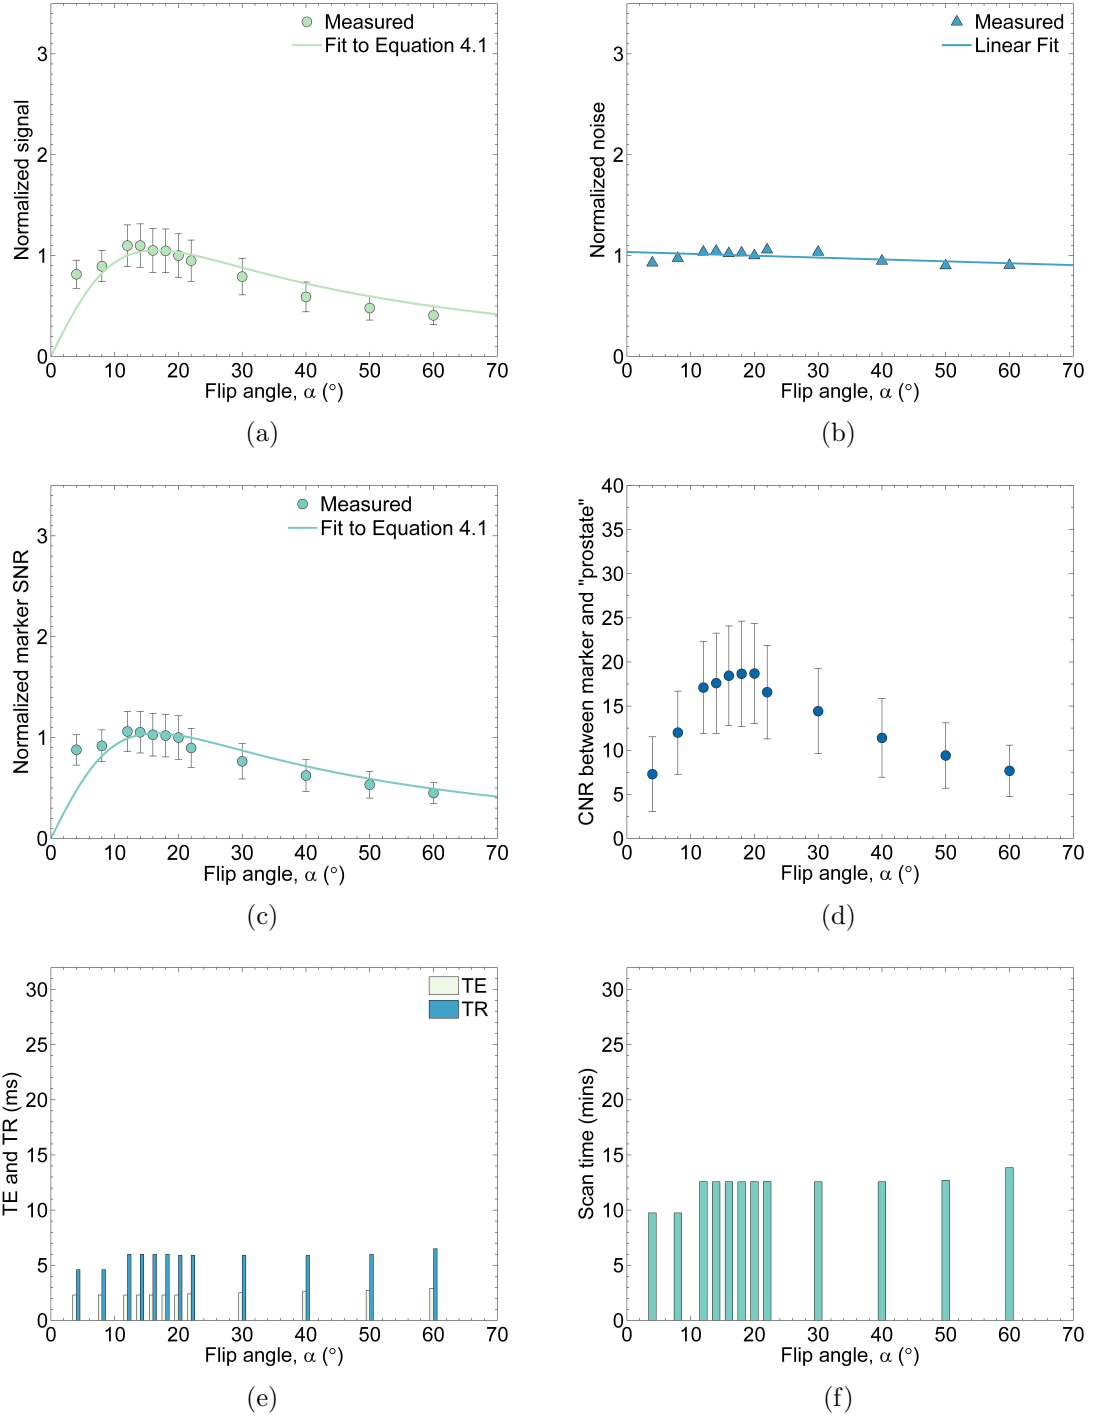 Normalized signal
3
2
1
0
Measured
Fit to Equation 4.1
0 10 20 30 40 50 60 70
Flip angle, α (°)
(a)
Normalized noise
3
2
1
0
Measured
Linear Fit
0 10 20 30 40 50 60 70
Flip angle, α (°)
(b)
Normalized marker SNR
3
2
1
0
Measured
Fit to Equation 4.1
0 10 20 30 40 50 60 70
Flip angle, α (°)
(c)
CNR between marker and "prostate"
40
35
30
25
20
15
10
5
0
0 10 20 30 40 50 60 70
Flip angle, α (°)
(d)
TE and TR (ms)
30
25
20
15
10
5
0
TE
TR
0 10 20 30 40 50 60 70
Flip angle, α (°)
(e)
Scan time (mins)
30
25
20
15
10
5
0
0 10 20 30 40 50 60 70
Flip angle, α (°)
(f)